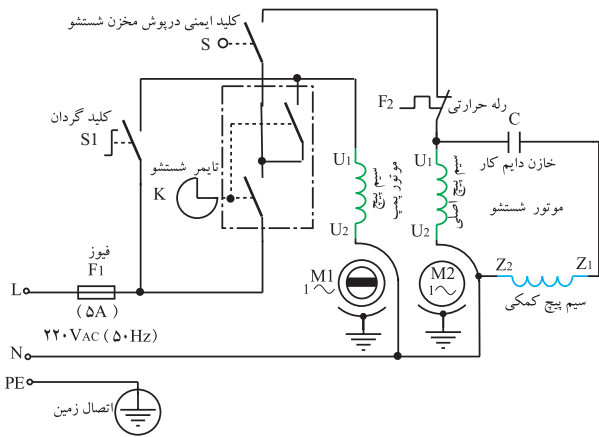 کلید ایمنی درپوش مخزن شستشو
S
کلید گردان
S1
F2
رله حرارتی
C
خازن دایم کار
U1
سیم پیچ
موتور پمپ
U2
U1
سیم پیچ
اصلی
U2
تایمر شستشو
K
موتور شستشو
Z2
Z1
سیم پیچ کمکی
فیوز
F1
L
(۵A)
M1
1
M2
1
۲۲۰VAC (۵۰Hz)
N
PE
اتصال زمین